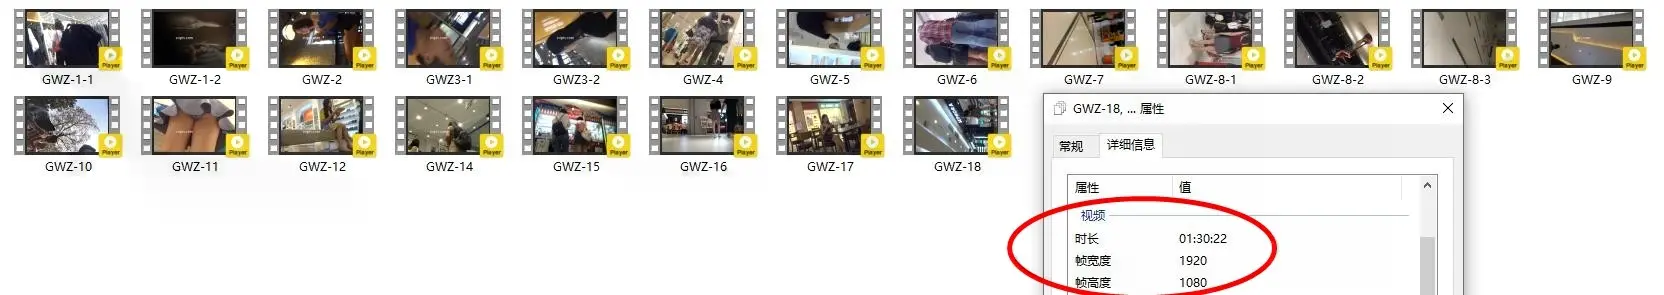 GWZ-1-1 GWZ-1-2 GWZ-2 GWZ3-1 GWZ3-2 GWZ-4 GWZ-5 GWZ-6 GWZ-7 GWZ-8-1 GWZ-8-2 GWZ-8-3 GWZ-9
Player Player Player Player Player Player Player Player Player Player Player Player Player
GWZ-10 GWZ-11 GWZ-12 GWZ-14 GWZ-15 GWZ-16 GWZ-17 GWZ-18
Player Player Player Player Player Player Player Player
GWZ-18, ... 属性
常规 详细信息
属性 值
视频
时长 01:30:22
帧宽度 1920
帧高度 1080